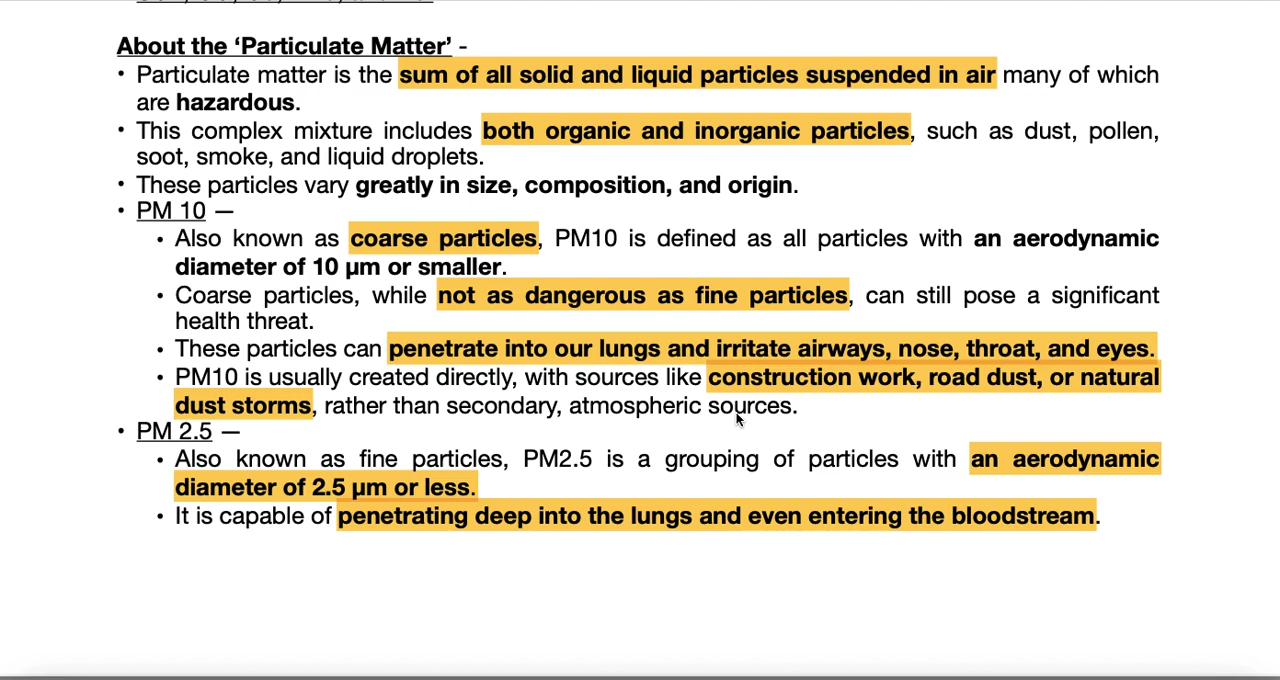 About the ‘Particulate Matter’ -
• Particulate matter is the sum of all solid and liquid particles suspended in air many of which
are hazardous.
• This complex mixture includes both organic and inorganic particles, such as dust, pollen,
soot, smoke, and liquid droplets.
• These particles vary greatly in size, composition, and origin.
• PM 10 —
• Also known as coarse particles, PM10 is defined as all particles with an aerodynamic
diameter of 10 μm or smaller.
• Coarse particles, while not as dangerous as fine particles, can still pose a significant
health threat.
• These particles can penetrate into our lungs and irritate airways, nose, throat, and eyes.
• PM10 is usually created directly, with sources like construction work, road dust, or natural
dust storms, rather than secondary, atmospheric sources.
• PM 2.5 —
• Also known as fine particles, PM2.5 is a grouping of particles with an aerodynamic
diameter of 2.5 μm or less.
• It is capable of penetrating deep into the lungs and even entering the bloodstream.